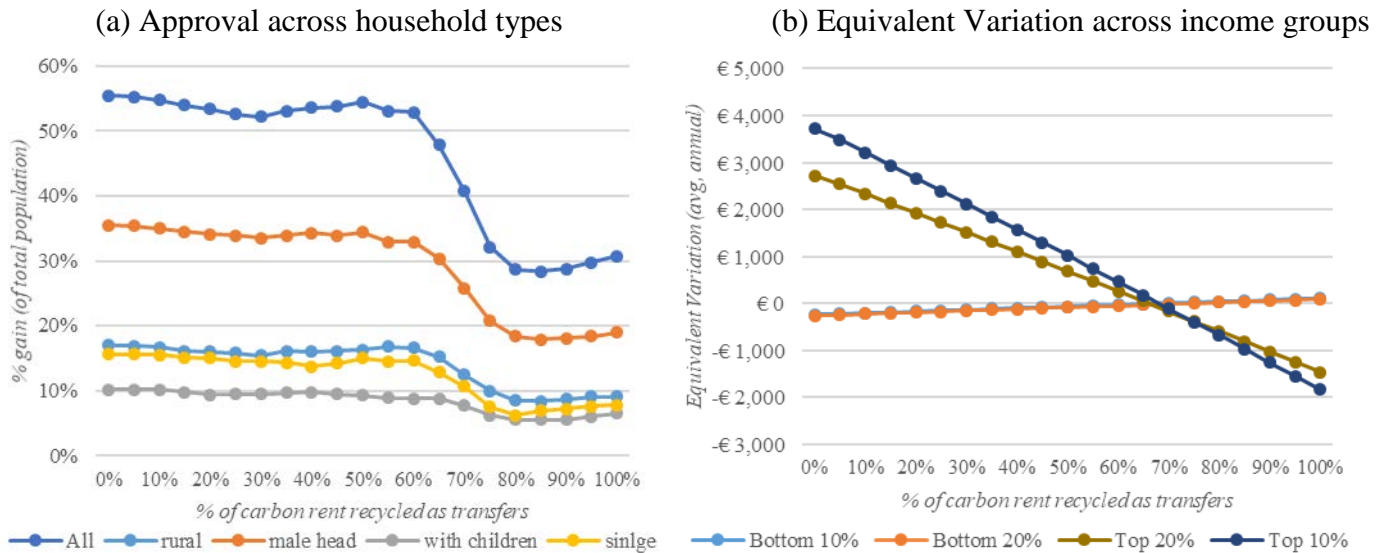 (a) Approval across household types
60%
50%
40%
30%
20%
10%
0%
% gain (of total population)
0% 10% 20% 30% 40% 50% 60% 70% 80% 90% 100%
% of carbon rent recycled as transfers
All rural male head with children sinlge
(b) Equivalent Variation across income groups
€ 5,000
€ 4,000
€ 3,000
€ 2,000
€ 1,000
€ 0
-€ 1,000
-€ 2,000
-€ 3,000
Equivalent Variation (avg, annual)
0% 10% 20% 30% 40% 50% 60% 70% 80% 90% 100%
% of carbon rent recycled as transfers
Bottom 10% Bottom 20% Top 20% Top 10%